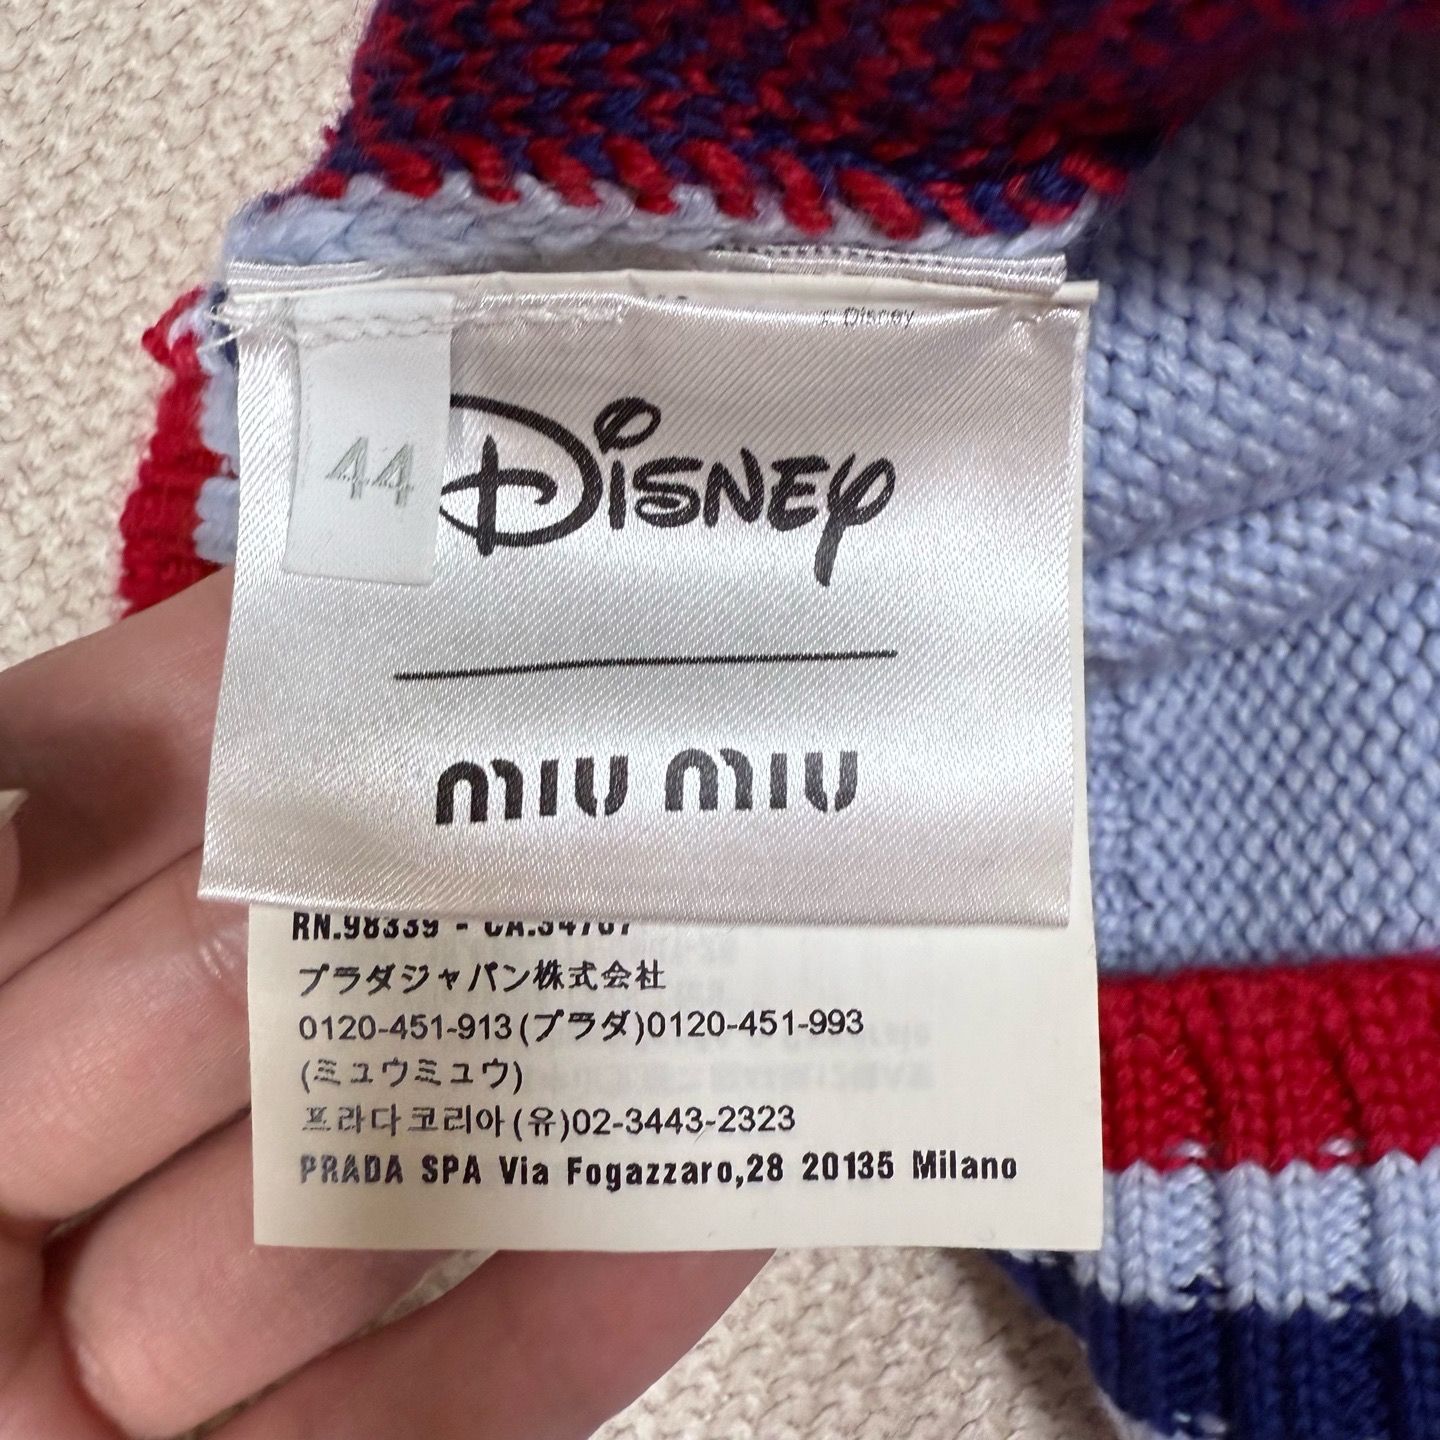 © Disney
44
Disney
miu miu
RN.98339 - CA.34767
プラダジャパン株式会社
0120-451-913(プラダ)0120-451-993
(ミュウミュウ)
프라다코리아(유)02-3443-2323
PRADA SPA Via Fogazzaro,28 20135 Milano